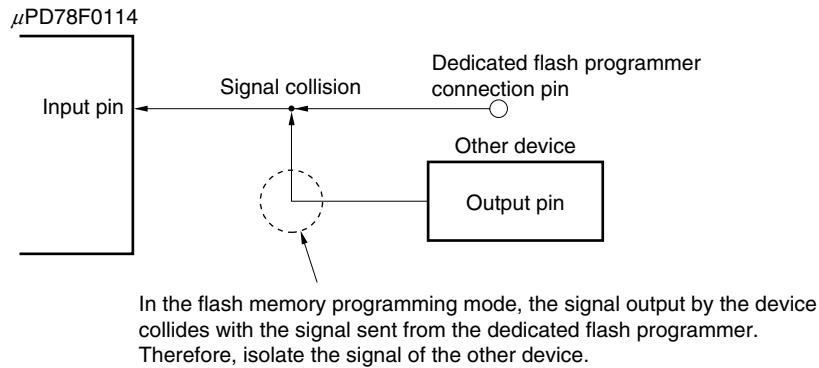 μPD78F0114
Dedicated flash programmer
connection pin
Signal collision
Input pin
Other device
Output pin
In the flash memory programming mode, the signal output by the device
collides with the signal sent from the dedicated flash programmer.
Therefore, isolate the signal of the other device.